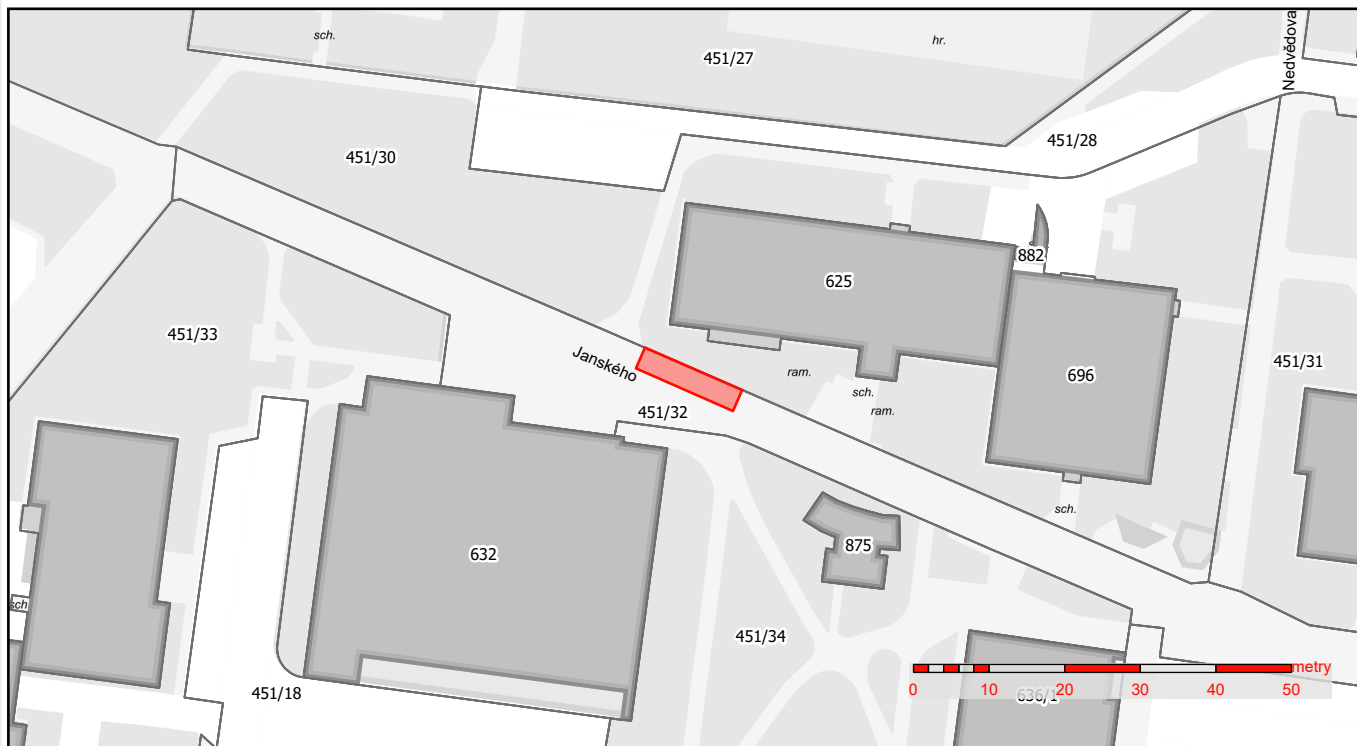 sch.
hr.
Nedvědova
451/27
451/28
451/30
882
625
451/33
Janského
ram.
451/31
696
sch.
ram.
451/32
sch.
875
632
sch
451/34
451/18
636/1
metry
0 10 20 30 40 50